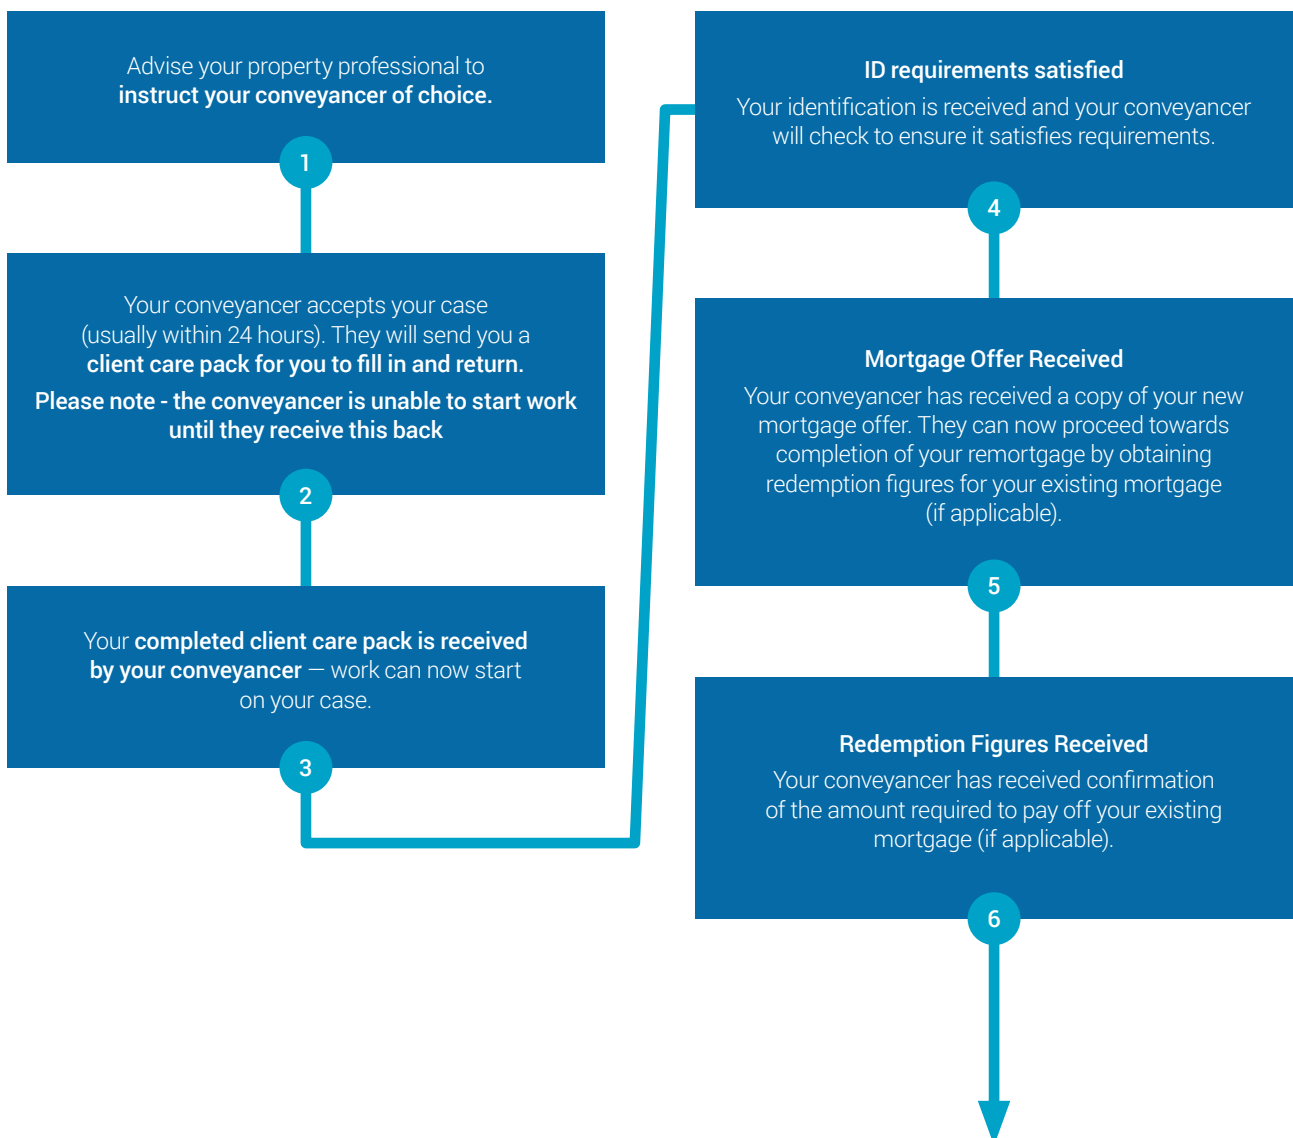 Advise your property professional to
instruct your conveyancer of choice.
1
Your conveyancer accepts your case
(usually within 24 hours). They will send you a
client care pack for you to fill in and return.
Please note - the conveyancer is unable to start work
until they receive this back
2
Your completed client care pack is received
by your conveyancer — work can now start
on your case.
3
ID requirements satisfied
Your identification is received and your conveyancer
will check to ensure it satisfies requirements.
4
Mortgage Offer Received
Your conveyancer has received a copy of your new
mortgage offer. They can now proceed towards
completion of your remortgage by obtaining
redemption figures for your existing mortgage
(if applicable).
5
Redemption Figures Received
Your conveyancer has received confirmation
of the amount required to pay off your existing
mortgage (if applicable).
6